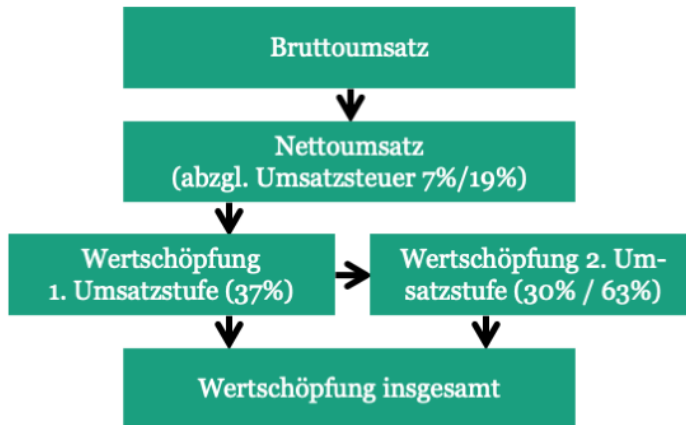 Bruttoumsatz
Nettoumsatz
(abzgl. Umsatzsteuer 7%/19%)
Wertschöpfung
1. Umsatzstufe (37%)
Wertschöpfung 2. Um-
satzstufe (30% / 63%)
Wertschöpfung insgesamt